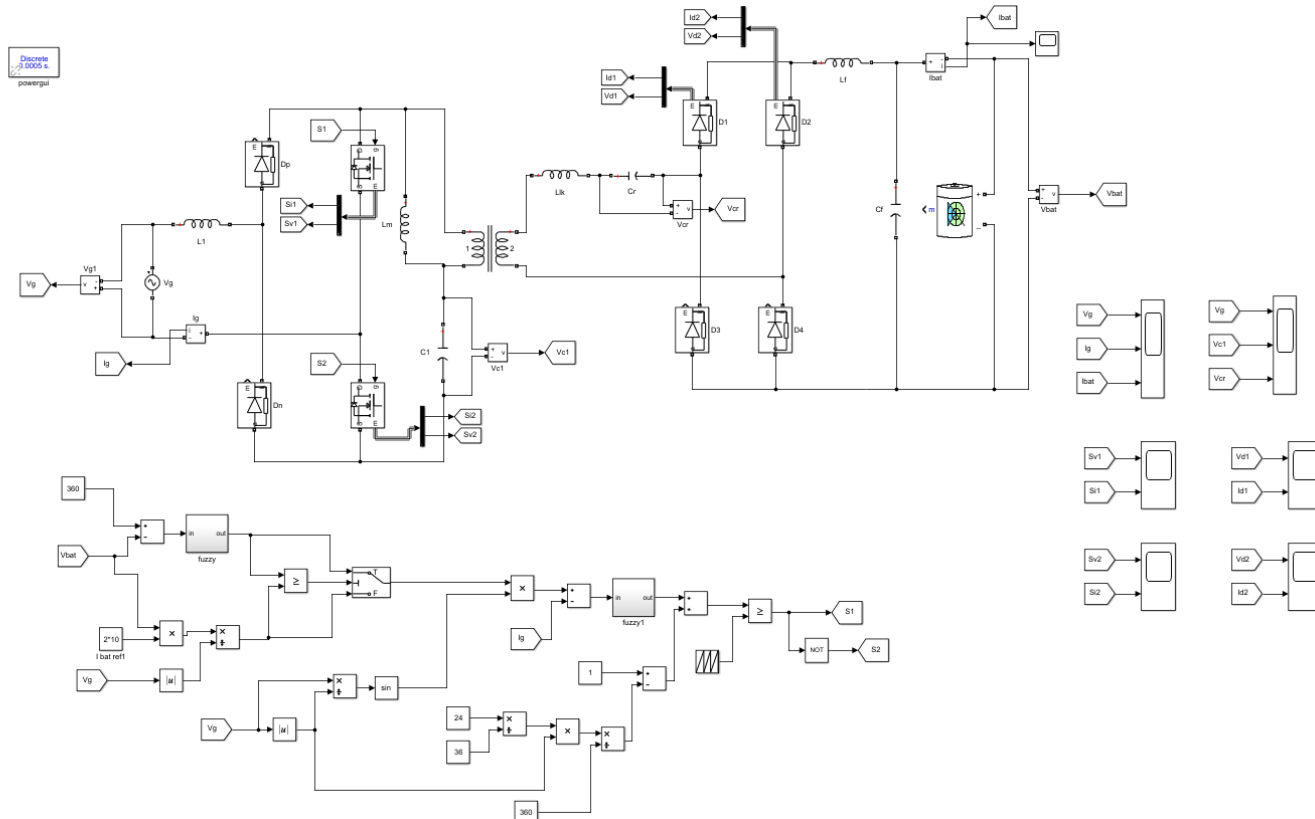 Discrete
0.0005 s.
powergui
Id2
Vd2
Id1
Vd1
Ibat
Lf
+
-
i
Ibat
E
D1
E
D2
S1
E
Dp
g
E
Si1
Sv1
Lm
Llk
Cr
+
-
v
Vcr
Vcr
Cf
m
+
_
+
-
v
Vbat
Vbat
L1
1
2
Vg
Vg1
v
-
+
Vg
Ig
i
+
-
Ig
E
D3
E
D4
C1
+
-
v
Vc1
Vc1
S2
E
Dn
g
E
Si2
Sv2
Vg
Ig
Ibat
Vg
Vc1
Vcr
Sv1
Si1
Vd1
Id1
Sv2
Si2
Vd2
Id2
360
+
-
in out
fuzzy
Vbat
≥
T
F
×
+
-
in out
fuzzy1
+
+
≥
S1
NOT
S2
2*10
I bat ref1
×
×
÷
Ig
Vg
|u|
1
+
-
×
÷
sin
Vg
|u|
24
36
×
÷
×
×
÷
360